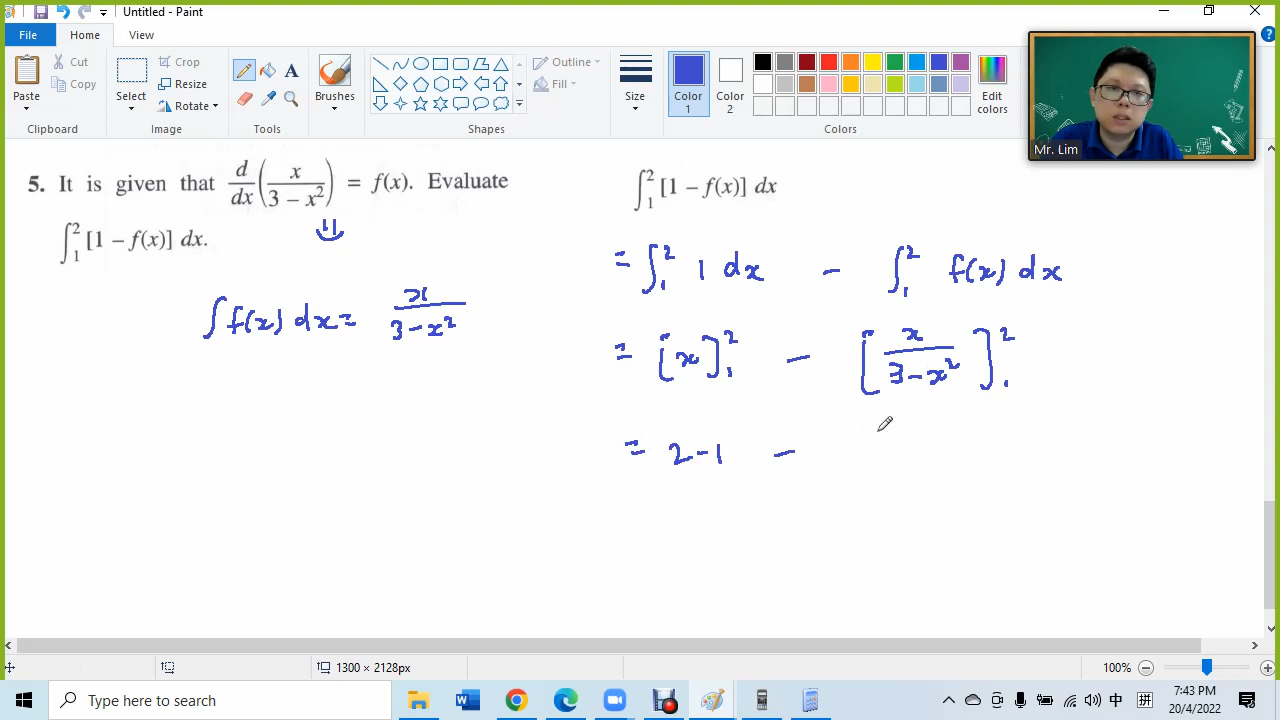 Untitled - Paint
File Home View
Paste Cut Copy Clipboard
Select Crop Resize Rotate Image
Tools
Brushes
Shapes Outline Fill
Size
Color 1 Color 2 Edit colors Colors
Mr. Lim
5. It is given that d/dx(x/(3 − x²)) = f(x). Evaluate
∫₁² [1 − f(x)] dx.
∫f(x) dx = x/(3−x²)
∫₁² [1 − f(x)] dx
= ∫₁² 1 dx − ∫₁² f(x) dx
= [x]₁² − [x/(3−x²)]₁²
= 2−1 −
1300 × 2128px 100%
Type here to search
中 拼 7:43 PM
20/4/2022